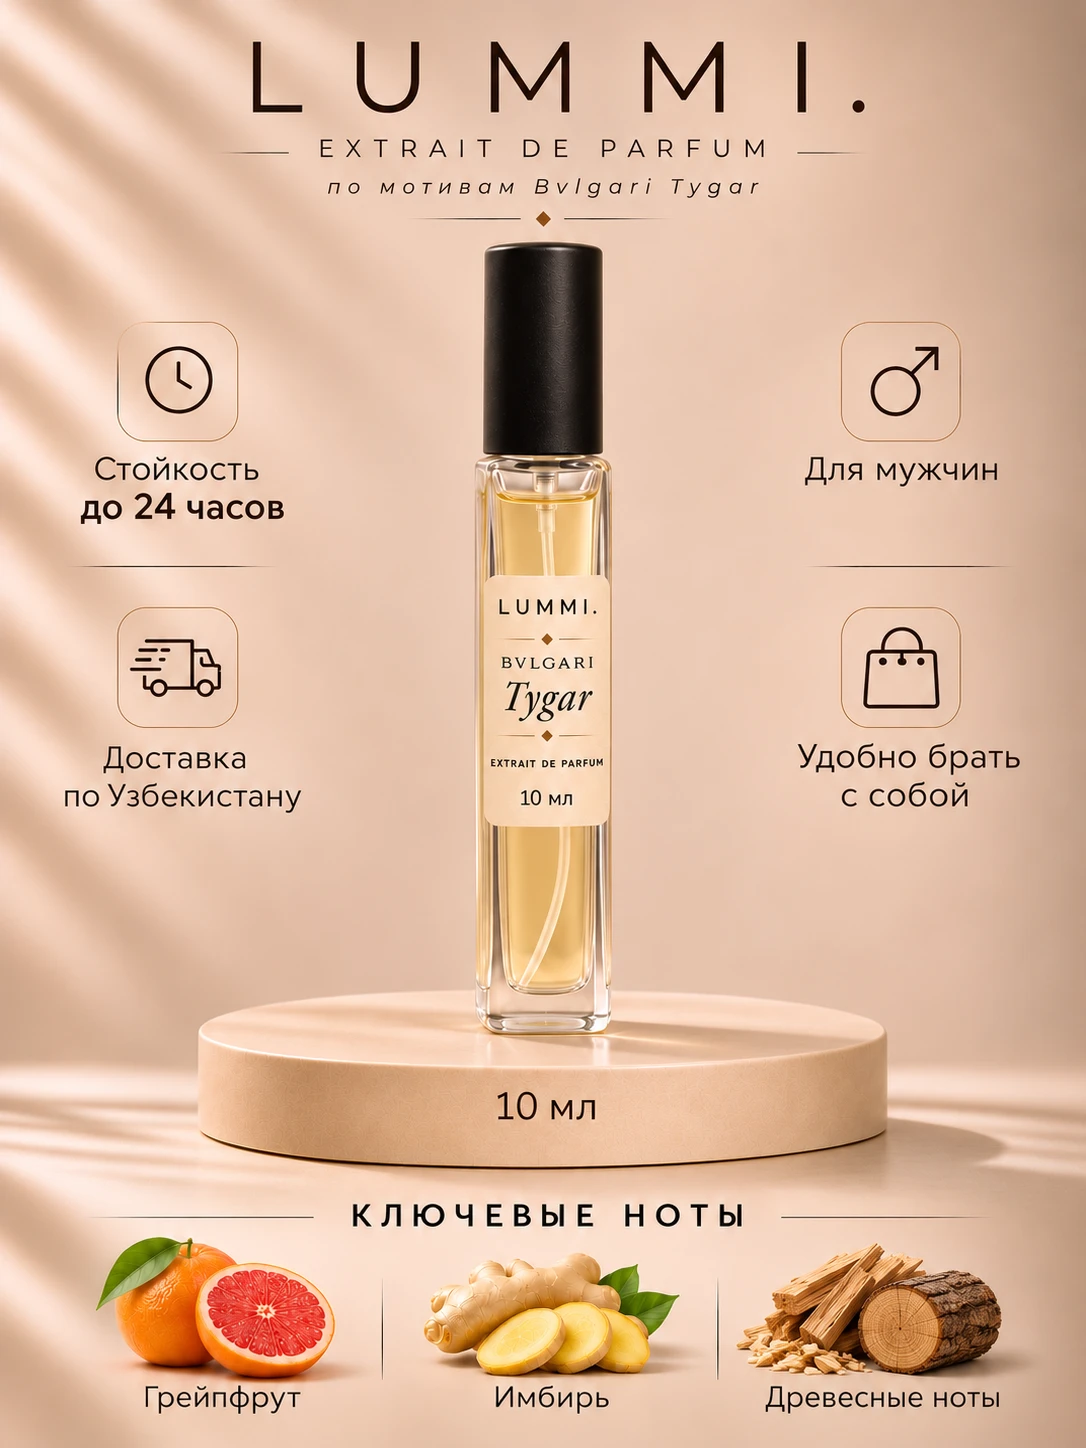 LUMMI.
EXTRAIT DE PARFUM
по мотивам Bvlgari Tygar
Стойкость
до 24 часов
Для мужчин
Доставка
по Узбекистану
Удобно брать
с собой
LUMMI.
BVLGARI
Tygar
EXTRAIT DE PARFUM
10 мл
10 мл
КЛЮЧЕВЫЕ НОТЫ
Грейпфрут
Имбирь
Древесные ноты